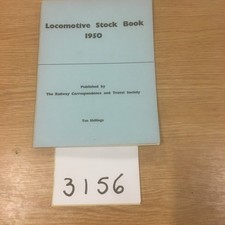 Locomotive Stock Book
1950
Published by
The Railway Correspondence and Travel Society
Ten Shillings
3156